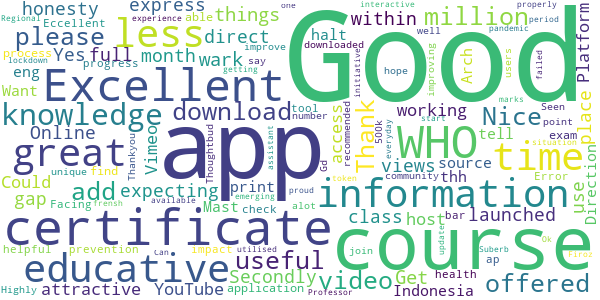 honesty express things able less direct within million
Regional Eccellent please
experience one interactive
process Yes full month wark halt downloaded period properly
eng initiative pandemic
lockdown progress say improve hope well failed
Want Excellent Good
getting Arch users Platform
knowledge download access recommended improving
Online Vimeo tool working Nice place
Could unique find Thankyou number 500k Seen tell exam
gap great app Thank WHO time
Facing frensh Thoughtbud assistant everyday start marks point situation
add expecting print Gd views source Error use Direction
available Mast check proud community thh
certificate information
emerging alot class host bar launched
helpful prevention impact useful video join update course
educative Secondly Get health ap Suberb Ok
Can utilised token Indonesia offered
Highly attractive YouTube application Professor Firoz